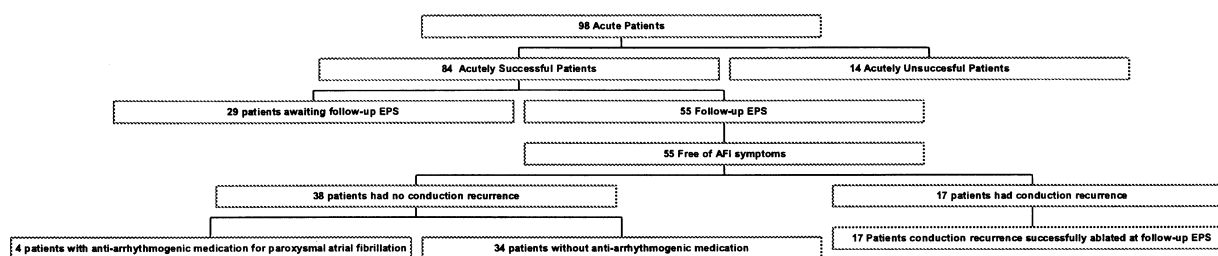 98 Acute Patients
84 Acutely Successful Patients
14 Acutely Unsuccesful Patients
29 patients awaiting follow-up EPS
55 Follow-up EPS
55 Free of AFI symptoms
38 patients had no conduction recurrence
17 patients had conduction recurrence
4 patients with anti-arrhythmogenic medication for paroxysmal atrial fibrillation
34 patients without anti-arrhythmogenic medication
17 Patients conduction recurrence successfully ablated at follow-up EPS